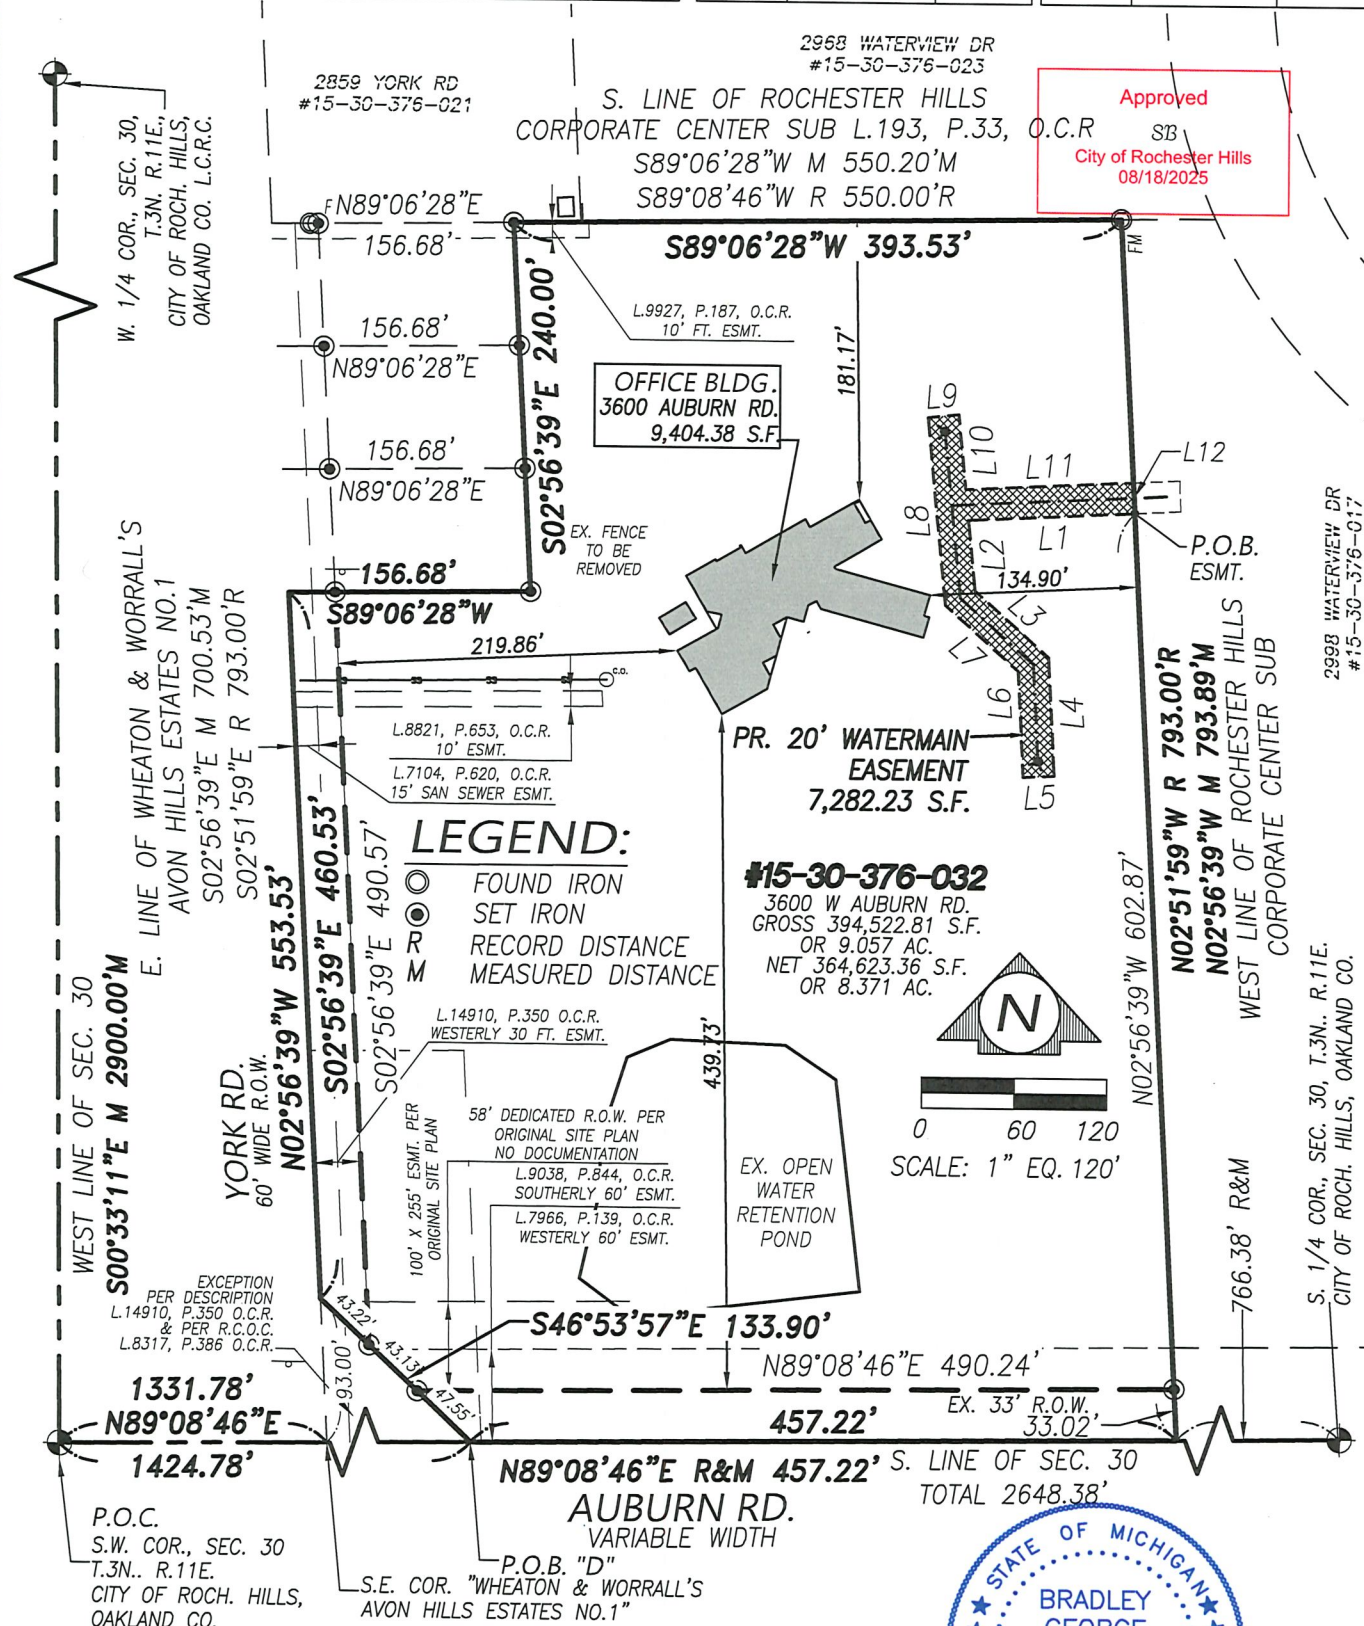 2968 WATERVIEW DR
#15-30-376-023
2859 YORK RD
#15-30-376-021
S. LINE OF ROCHESTER HILLS
CORPORATE CENTER SUB L.193, P.33, O.C.R
S89°06'28"W M 550.20'M
S89°08'46"W R 550.00'R
Approved
SB
City of Rochester Hills
08/18/2025
W. 1/4 COR., SEC. 30,
T.3N. R.11E.,
CITY OF ROCH. HILLS,
OAKLAND CO. L.C.R.C.
F
N89°06'28"E
156.68'
S89°06'28"W 393.53'
FM
156.68'
N89°06'28"E
156.68'
N89°06'28"E
S02°56'39"E 240.00'
L.9927, P.187, O.C.R.
10' FT. ESMT.
181.17'
OFFICE BLDG.
3600 AUBURN RD.
9,404.38 S.F.
L9
L10
L11
L12
L8
L2
L1
P.O.B.
ESMT.
134.90'
L3
L7
L6
L4
L5
2998 WATERVIEW DR
#15-30-376-017
EX. FENCE
TO BE
REMOVED
156.68'
S89°06'28"W
219.86'
C.O.
E. LINE OF WHEATON & WORRALL'S
AVON HILLS ESTATES NO.1
S02°56'39"E M 700.53'M
S02°51'59"E R 793.00'R
L.8821, P.653, O.C.R.
10' ESMT.
L.7104, P.620, O.C.R.
15' SAN SEWER ESMT.
PR. 20' WATERMAIN
EASEMENT
7,282.23 S.F.
N02°51'59"W R 793.00'R
N02°56'39"W M 793.89'M
WEST LINE OF ROCHESTER HILLS
CORPORATE CENTER SUB
LEGEND:
FOUND IRON
SET IRON
R RECORD DISTANCE
M MEASURED DISTANCE
#15-30-376-032
3600 W AUBURN RD.
GROSS 394,522.81 S.F.
OR 9.057 AC.
NET 364,623.36 S.F.
OR 8.371 AC.
N02°56'39"W 602.87'
WEST LINE OF SEC. 30
S00°33'11"E M 2900.00'M
YORK RD.
60' WIDE R.O.W.
N02°56'39"W 553.53'
S02°56'39"E 460.53'
S02°56'39"E 490.57'
L.14910, P.350 O.C.R.
WESTERLY 30 FT. ESMT.
439.73'
N
0 60 120
SCALE: 1" EQ. 120'
100' X 255' ESMT. PER
ORIGINAL SITE PLAN
58' DEDICATED R.O.W. PER
ORIGINAL SITE PLAN
NO DOCUMENTATION
L.9038, P.844, O.C.R.
SOUTHERLY 60' ESMT.
L.7966, P.139, O.C.R.
WESTERLY 60' ESMT.
EX. OPEN
WATER
RETENTION
POND
766.38' R&M
S. 1/4 COR., SEC. 30, T.3N.. R.11E.
CITY OF ROCH. HILLS, OAKLAND CO.
EXCEPTION
PER DESCRIPTION
L.14910, P.350 O.C.R.
& PER R.C.O.C.
L.8317, P.386 O.C.R.
43.22'
43.13'
47.55'
93.00'
S46°53'57"E 133.90'
N89°08'46"E 490.24'
EX. 33' R.O.W.
33.02'
1331.78'
N89°08'46"E
1424.78'
457.22'
N89°08'46"E R&M 457.22'
S. LINE OF SEC. 30
TOTAL 2648.38'
AUBURN RD.
VARIABLE WIDTH
P.O.C.
S.W. COR., SEC. 30
T.3N.. R.11E.
CITY OF ROCH. HILLS,
OAKLAND CO.
P.O.B. "D"
S.E. COR. "WHEATON & WORRALL'S
AVON HILLS ESTATES NO.1"
STATE OF MICHIGAN
BRADLEY
GEORGE